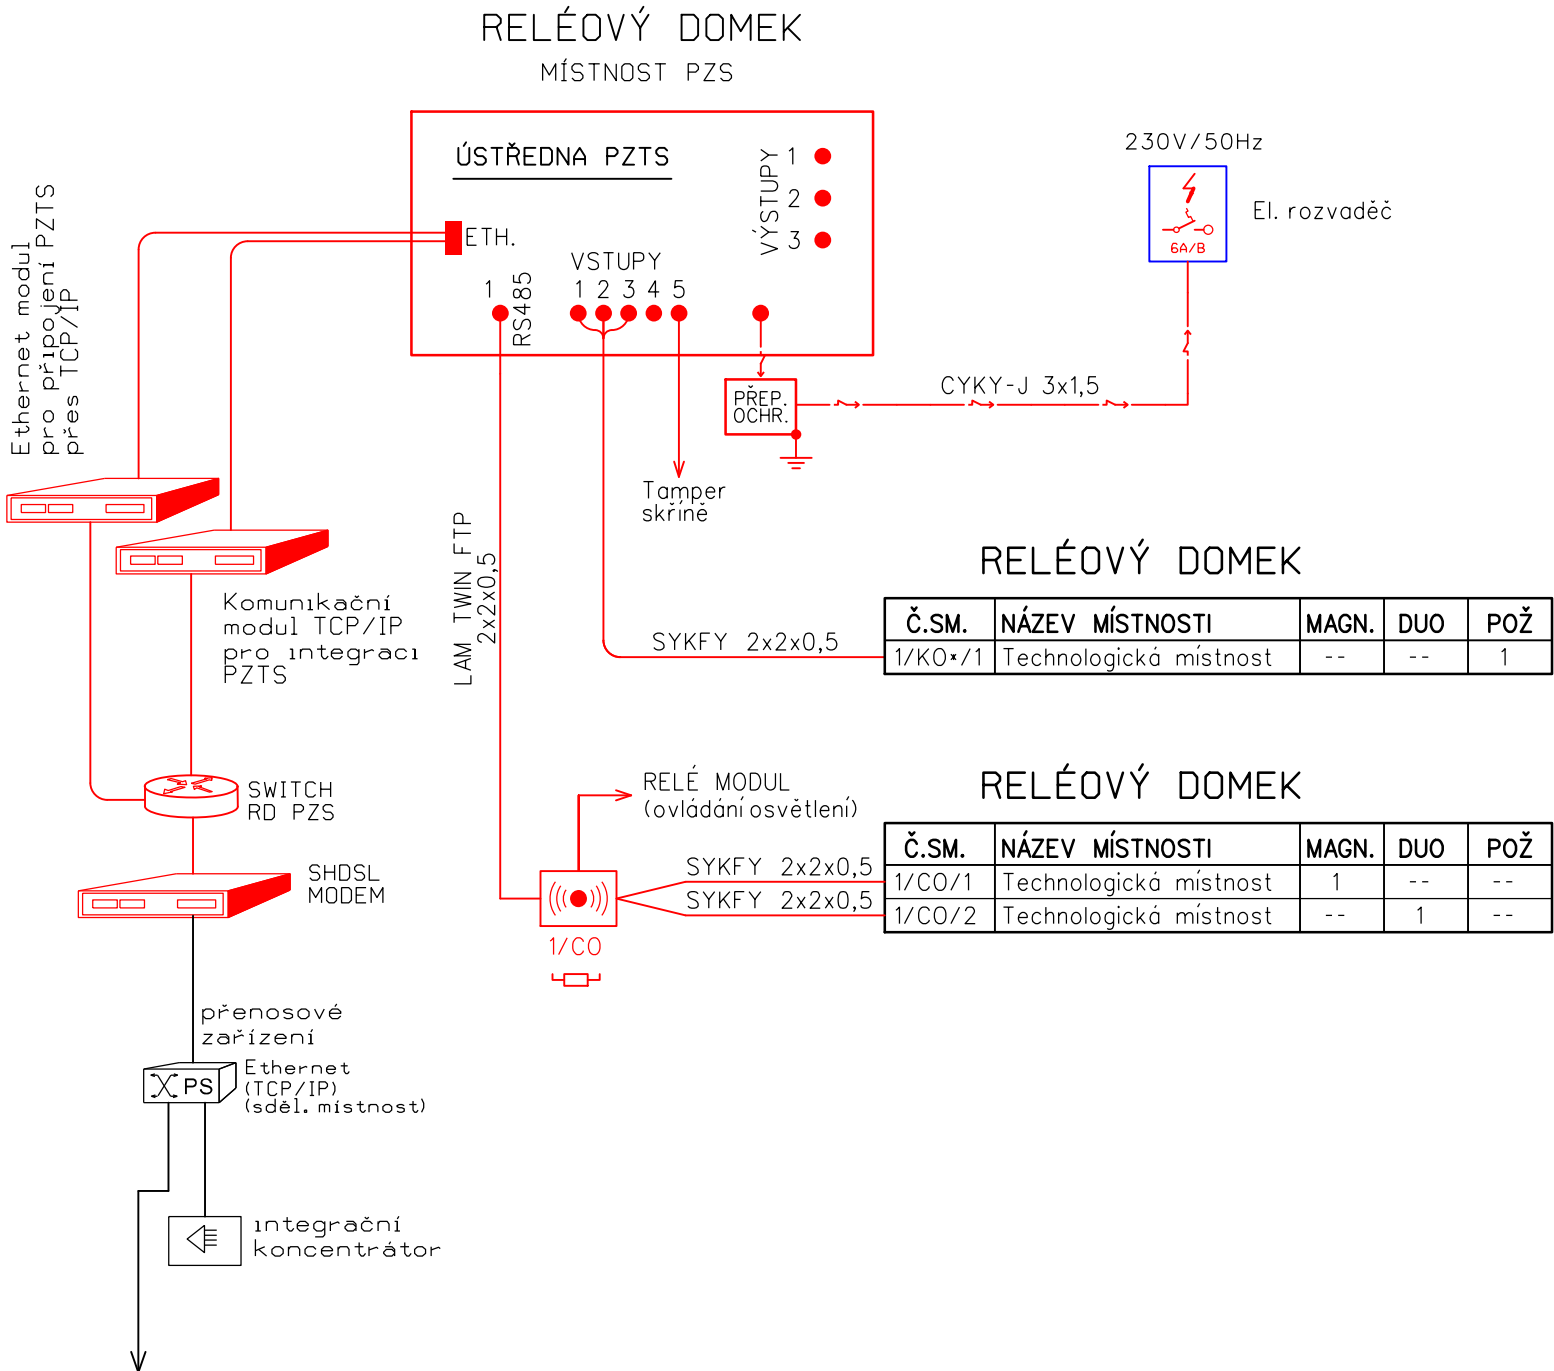 RELÉOVÝ DOMEK
MÍSTNOST PZS
ÚSTŘEDNA PZTS
VÝSTUPY
1
2
3
ETH.
VSTUPY
1 2 3 4 5
1
RS485
230V/50Hz
6A/B
El. rozvaděč
PŘEP.
OCHR.
CYKY-J 3x1,5
Tamper
skříně
Ethernet modul
pro připojení PZTS
přes TCP/IP
Komunikační
modul TCP/IP
pro integraci
PZTS
LAM TWIN FTP
2x2x0,5
SYKFY 2x2x0,5
RELÉOVÝ DOMEK
Č.SM. NÁZEV MÍSTNOSTI MAGN. DUO POŽ
1/KO*/1 Technologická místnost -- -- 1
SWITCH
RD PZS
SHDSL
MODEM
RELÉ MODUL
(ovládání osvětlení)
SYKFY 2x2x0,5
SYKFY 2x2x0,5
1/CO
RELÉOVÝ DOMEK
Č.SM. NÁZEV MÍSTNOSTI MAGN. DUO POŽ
1/CO/1 Technologická místnost 1 -- --
1/CO/2 Technologická místnost -- 1 --
přenosové
zařízení
PS
Ethernet
(TCP/IP)
(sděl. místnost)
integrační
koncentrátor